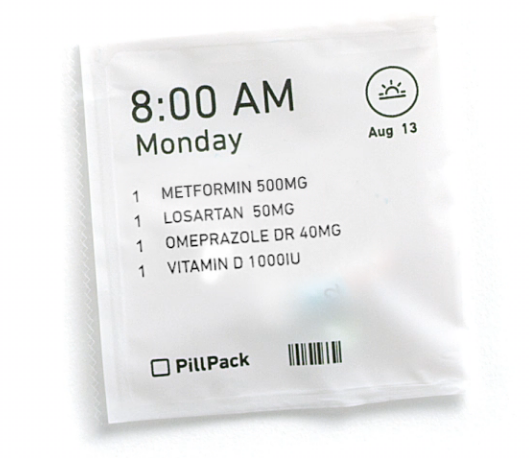 8:00 AM
Monday
Aug 13
1 METFORMIN 500MG
1 LOSARTAN 50MG
1 OMEPRAZOLE DR 40MG
1 VITAMIN D 1000IU
PillPack